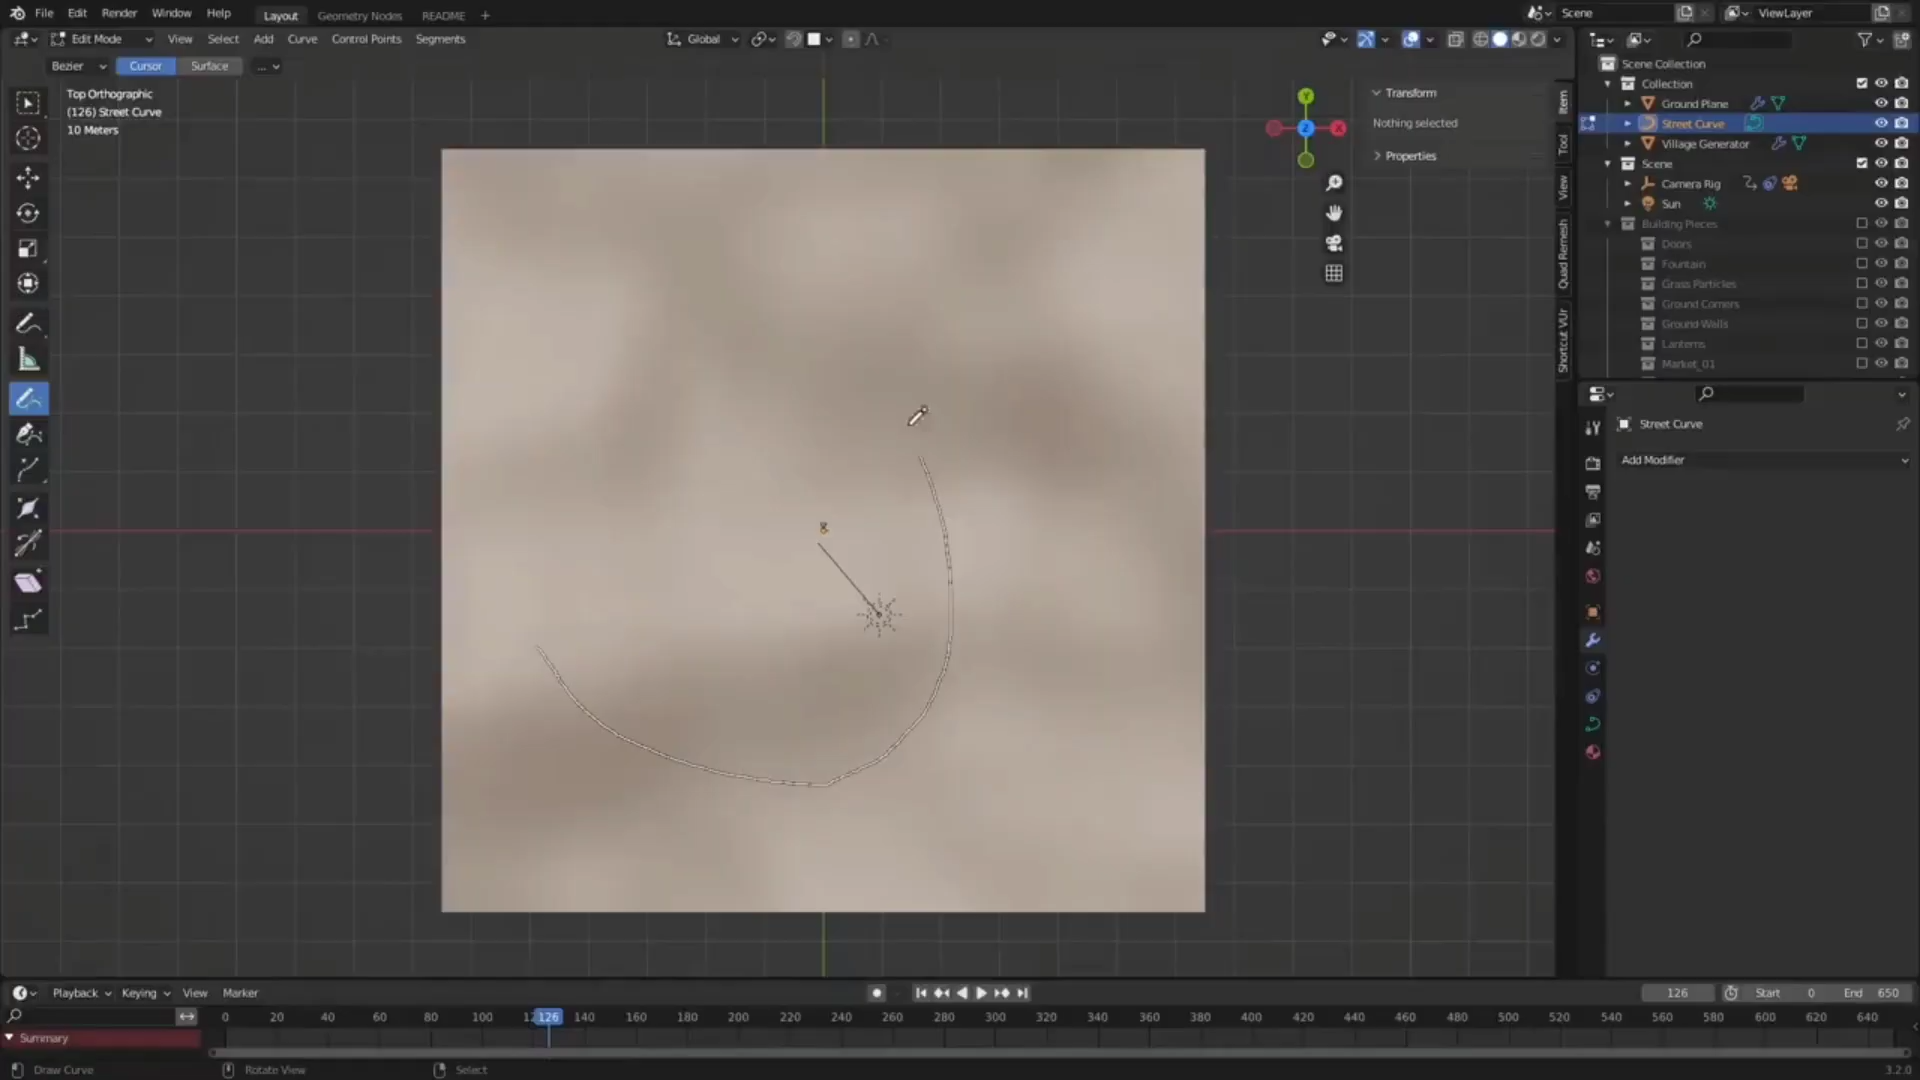 File Edit Render Window Help Layout Geometry Nodes README + Scene ViewLayer
Edit Mode View Select Add Curve Control Points Segments Global
Bezier Cursor Surface ...
Top Orthographic
(126) Street Curve
10 Meters
Y
Z
X
Transform
Nothing selected
Properties
Item
Tool
View
Quad Remesh
Shortcut VUr
Scene Collection
Collection
Ground Plane
Street Curve
Village Generator
Scene
Camera Rig
Sun
Building Pieces
Doors
Fountain
Grass Particles
Ground Corners
Ground Walls
Lanterns
Market_01
Street Curve
Add Modifier
Playback Keying View Marker 126 Start 0 End 650
0 20 40 60 80 100 126 140 160 180 200 220 240 260 280 300 320 340 360 380 400 420 440 460 480 500 520 540 560 580 600 620 640
Summary
Draw Curve Rotate View Select 3.2.0